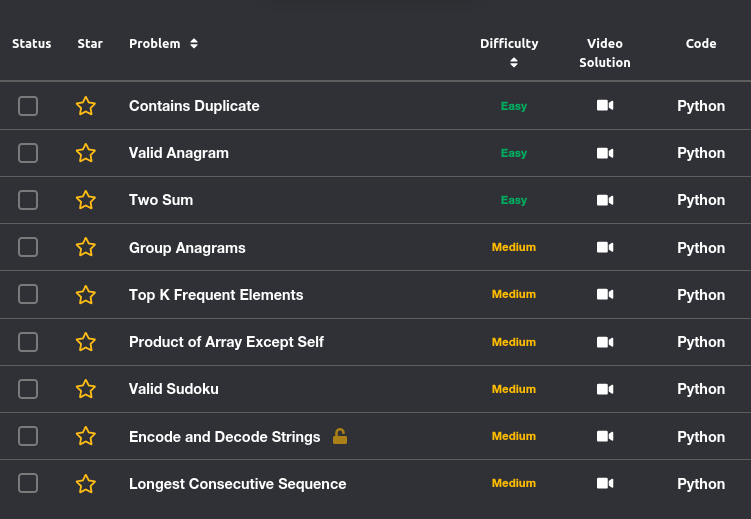 Status Star Problem Difficulty Video Solution Code
Contains Duplicate Easy Python
Valid Anagram Easy Python
Two Sum Easy Python
Group Anagrams Medium Python
Top K Frequent Elements Medium Python
Product of Array Except Self Medium Python
Valid Sudoku Medium Python
Encode and Decode Strings Medium Python
Longest Consecutive Sequence Medium Python